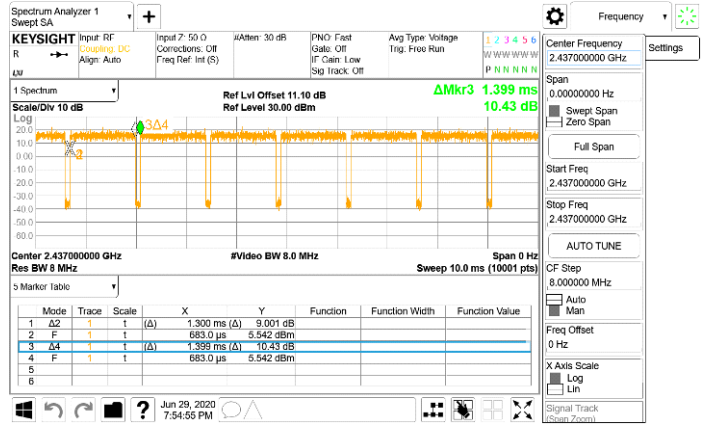 Spectrum Analyzer 1
Swept SA
+
Frequency
KEYSIGHT
R
LXI
Input: RF
Coupling: DC
Align: Auto
Input Z: 50 Ω
Corrections: Off
Freq Ref: Int (S)
#Atten: 30 dB
PNO: Fast
Gate: Off
IF Gain: Low
Sig Track: Off
Avg Type: Voltage
Trig: Free Run
1 2 3 4 5 6
W W W W W W
P N N N N N
1 Spectrum
Scale/Div 10 dB
Ref Lvl Offset 11.10 dB
Ref Level 30.00 dBm
ΔMkr3 1.399 ms
10.43 dB
Log
20.0
10.0
0.00
-10.0
-20.0
-30.0
-40.0
-50.0
-60.0
3Δ4
Center 2.437000000 GHz
#Video BW 8.0 MHz
Span 0 Hz
Res BW 8 MHz
Sweep 10.0 ms (10001 pts)
5 Marker Table
Mode Trace Scale X Y Function Function Width Function Value
1 Δ2 1 t (Δ) 1.300 ms (Δ) 9.001 dB
2 F 1 t 683.0 µs 5.542 dBm
3 Δ4 1 t (Δ) 1.399 ms (Δ) 10.43 dB
4 F 1 t 683.0 µs 5.542 dBm
5
6
Jun 29, 2020
7:54:55 PM
?
Settings
Center Frequency
2.437000000 GHz
Span
0.00000000 Hz
Swept Span
Zero Span
Full Span
Start Freq
2.437000000 GHz
Stop Freq
2.437000000 GHz
AUTO TUNE
CF Step
8.000000 MHz
Auto
Man
Freq Offset
0 Hz
X Axis Scale
Log
Lin
Signal Track
(Span Zoom)